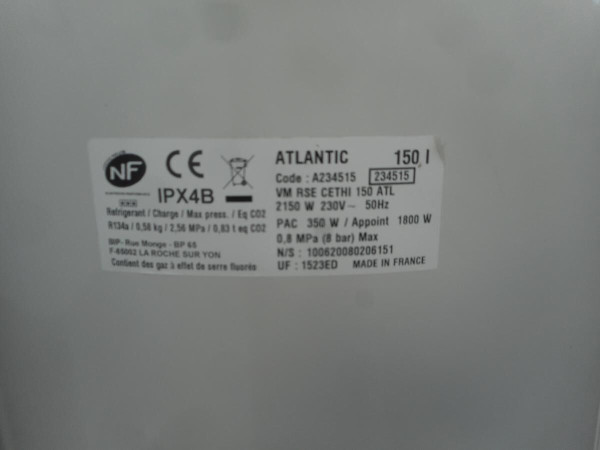 NF
CE
IPX4B
Refrigerant / Charge / Max press. / Eq CO2
R134a / 0,58 kg / 2,56 MPa / 0,83 t eq CO2
BP- Rue Monge - BP 65
F-85002 LA ROCHE SUR YON
Contient des gaz à effet de serre fluorés
ATLANTIC 150 l
Code : A234515 234515
VM RSE CETHI 150 ATL
2150 W 230V~ 50Hz
PAC 350 W / Appoint 1800 W
0,8 MPa (8 bar) Max
N/S : 100620080206151
UF : 1523ED MADE IN FRANCE